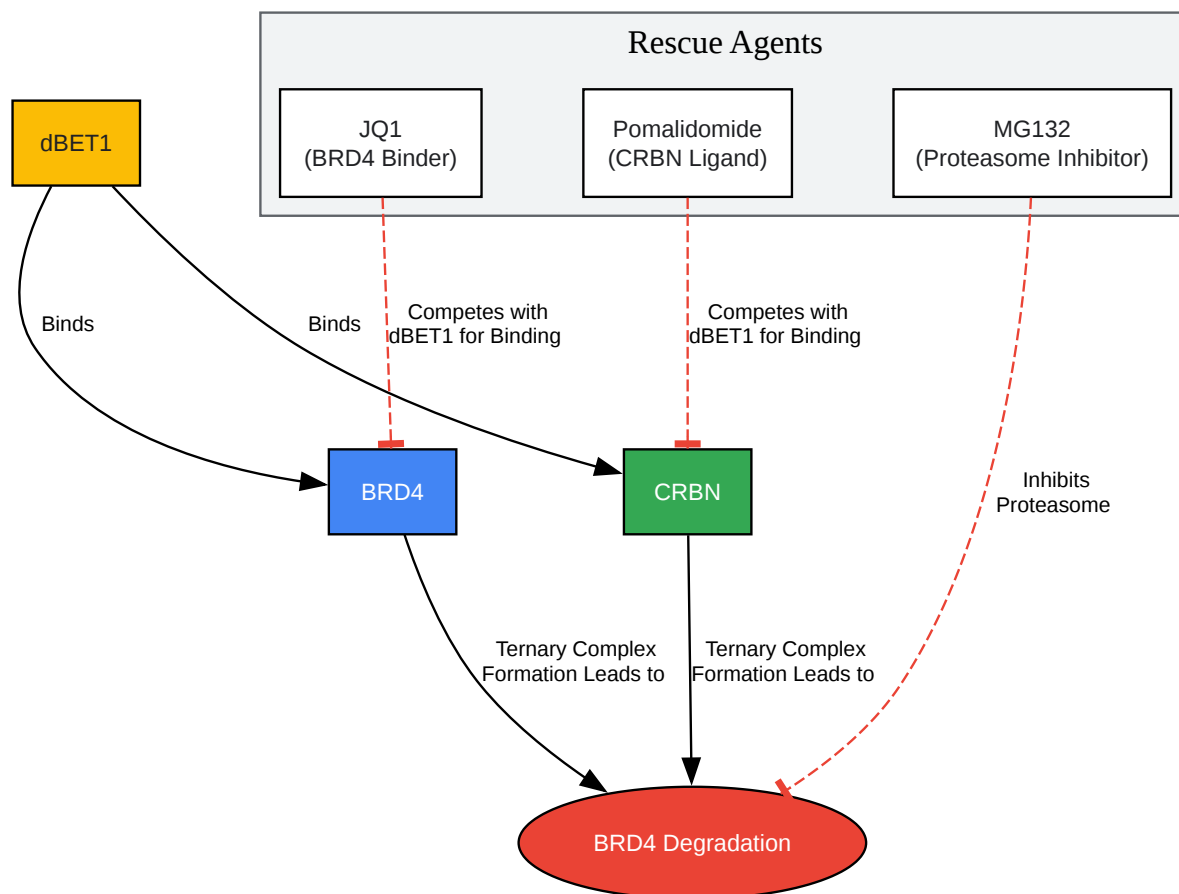 Rescue Agents
dBET1
JQ1
(BRD4 Binder)
Pomalidomide
(CRBN Ligand)
MG132
(Proteasome Inhibitor)
Binds
Binds
Competes with
dBET1 for Binding
Competes with
dBET1 for Binding
BRD4
CRBN
Inhibits
Proteasome
Ternary Complex
Formation Leads to
Ternary Complex
Formation Leads to
BRD4 Degradation